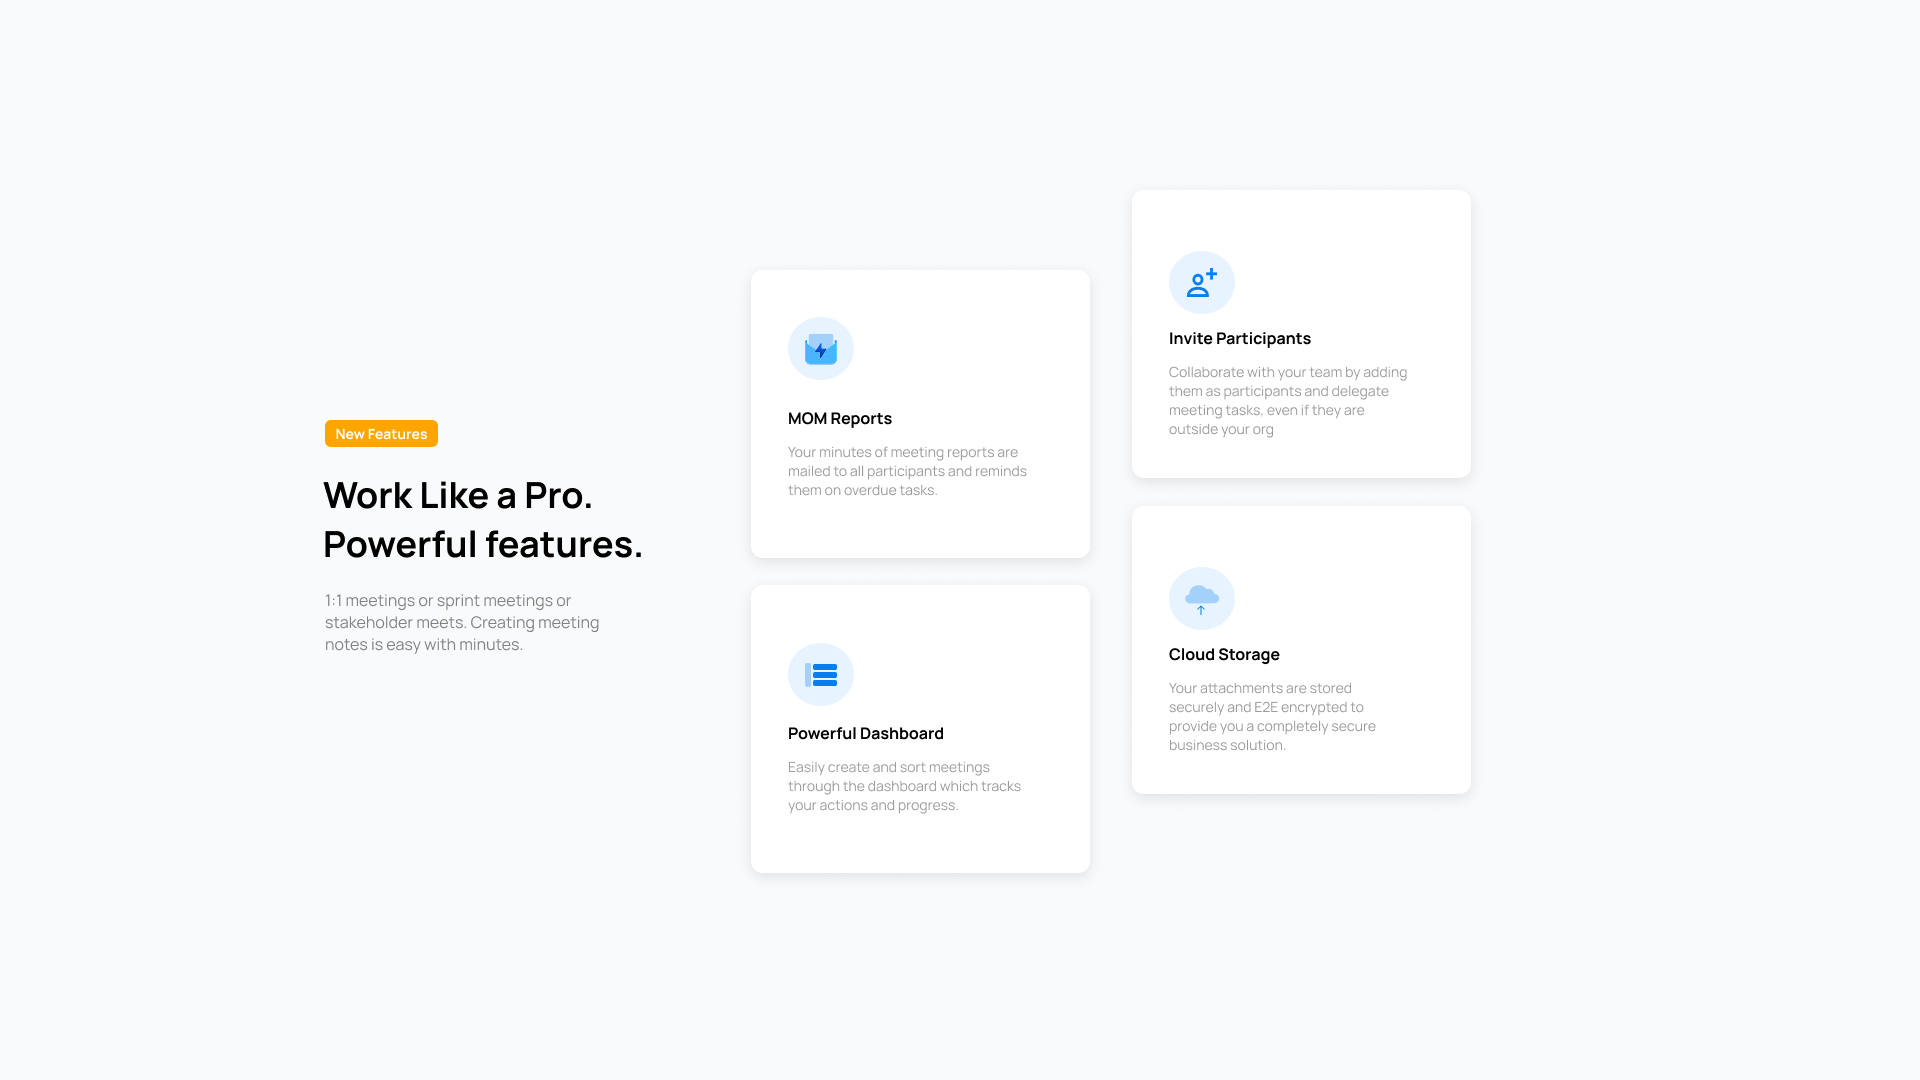 New Features
Work Like a Pro.
Powerful features.
1:1 meetings or sprint meetings or
stakeholder meets. Creating meeting
notes is easy with minutes.
MOM Reports
Your minutes of meeting reports are
mailed to all participants and reminds
them on overdue tasks.
Powerful Dashboard
Easily create and sort meetings
through the dashboard which tracks
your actions and progress.
Invite Participants
Collaborate with your team by adding
them as participants and delegate
meeting tasks, even if they are
outside your org
Cloud Storage
Your attachments are stored
securely and E2E encrypted to
provide you a completely secure
business solution.